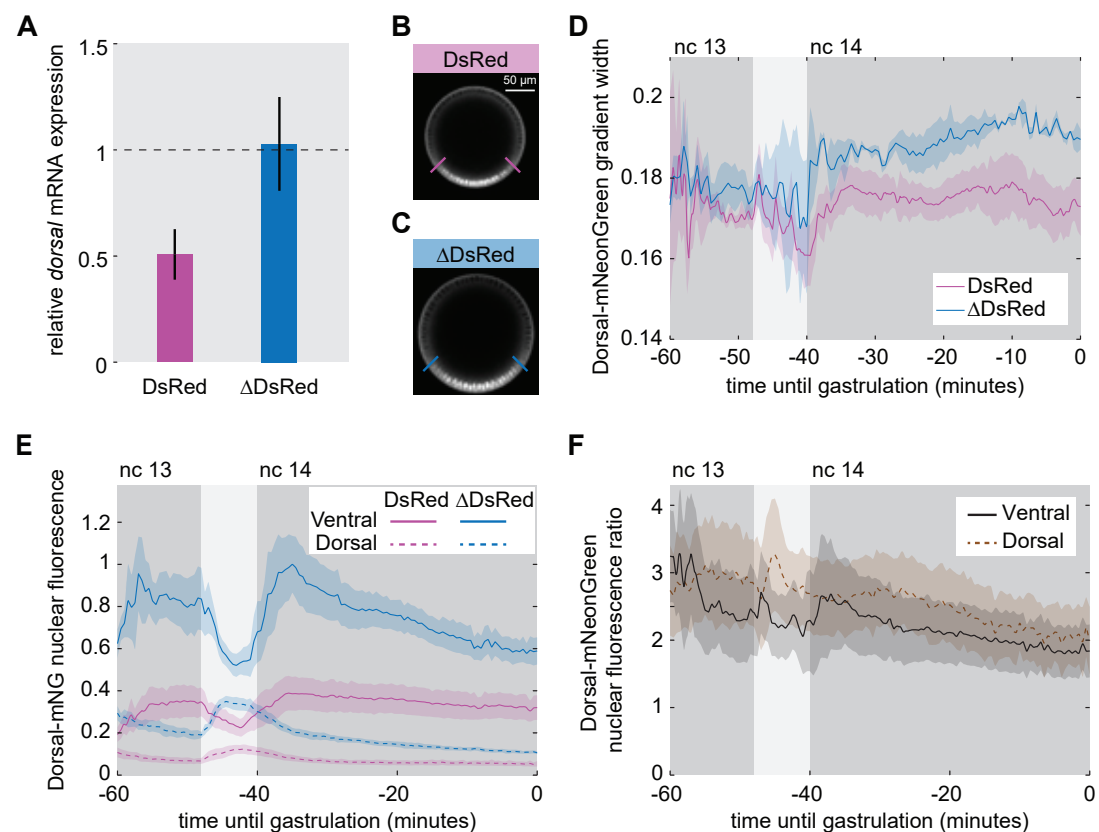 A
relative dorsal mRNA expression
1.5
1
0.5
0
DsRed
ΔDsRed
B
DsRed
50 µm
C
ΔDsRed
D
nc 13
nc 14
Dorsal-mNeonGreen gradient width
0.2
0.18
0.16
0.14
DsRed
ΔDsRed
-60
-50
-40
-30
-20
-10
0
time until gastrulation (minutes)
E
nc 13
nc 14
Dorsal-mNG nuclear fluorescence
1.2
1
0.8
0.6
0.4
0.2
0
DsRed ΔDsRed
Ventral
Dorsal
-60
-40
-20
0
time until gastrulation (minutes)
F
nc 13
nc 14
Dorsal-mNeonGreen
nuclear fluorescence ratio
4
3
2
1
0
Ventral
Dorsal
-60
-40
-20
0
time until gastrulation (minutes)